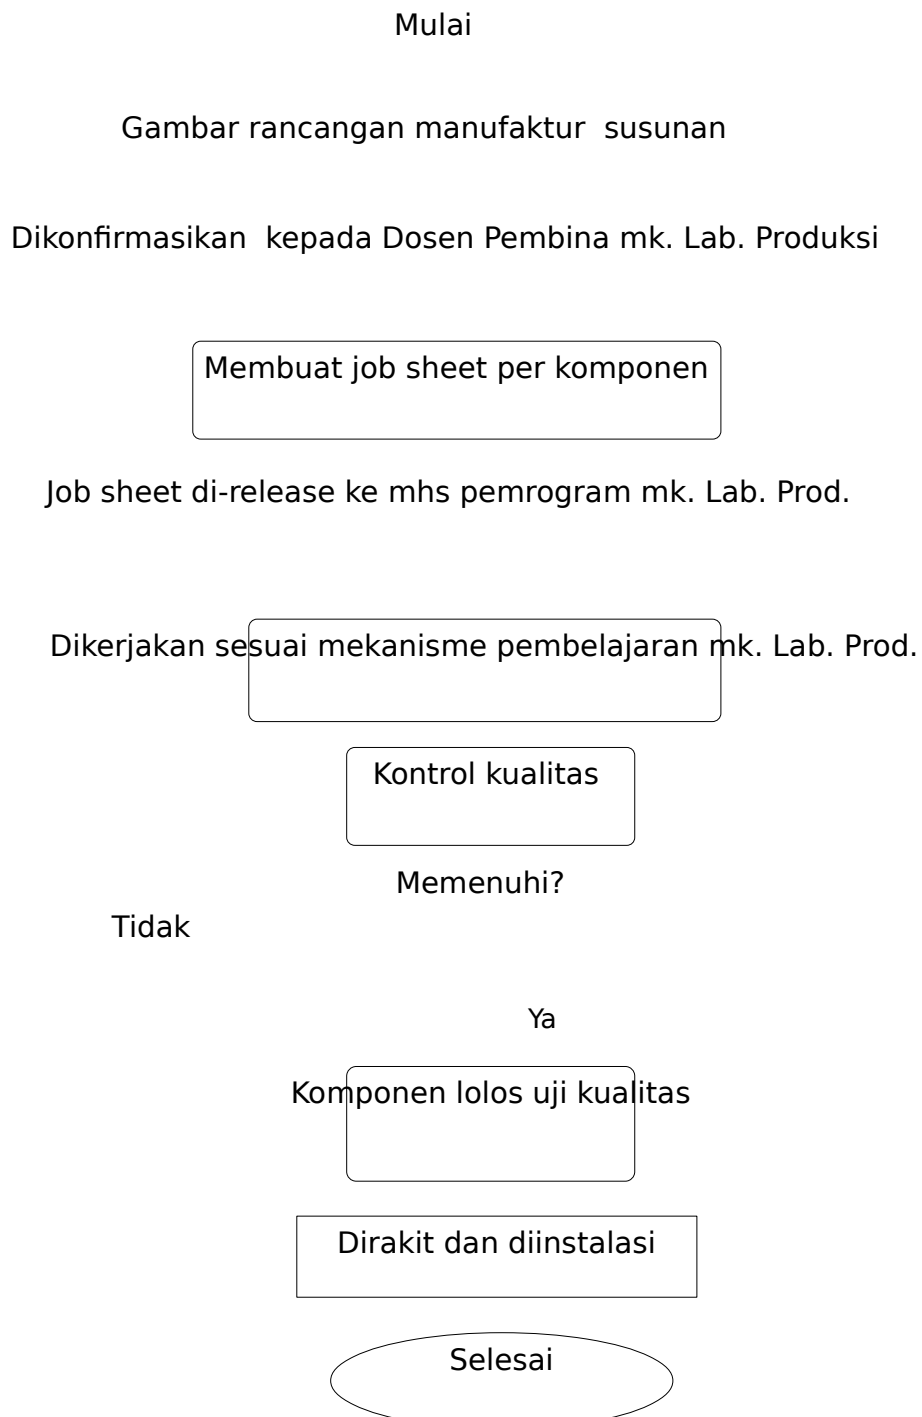 Mulai
Gambar rancangan manufaktur  susunan
Dikonfirmasikan  kepada Dosen Pembina mk. Lab. Produksi
Membuat job sheet per komponen
Job sheet di-release ke mhs pemrogram mk. Lab. Prod.
Dikerjakan sesuai mekanisme pembelajaran mk. Lab. Prod.
Kontrol kualitas
Memenuhi?
Tidak
Ya
Komponen lolos uji kualitas
Dirakit dan diinstalasi
Selesai